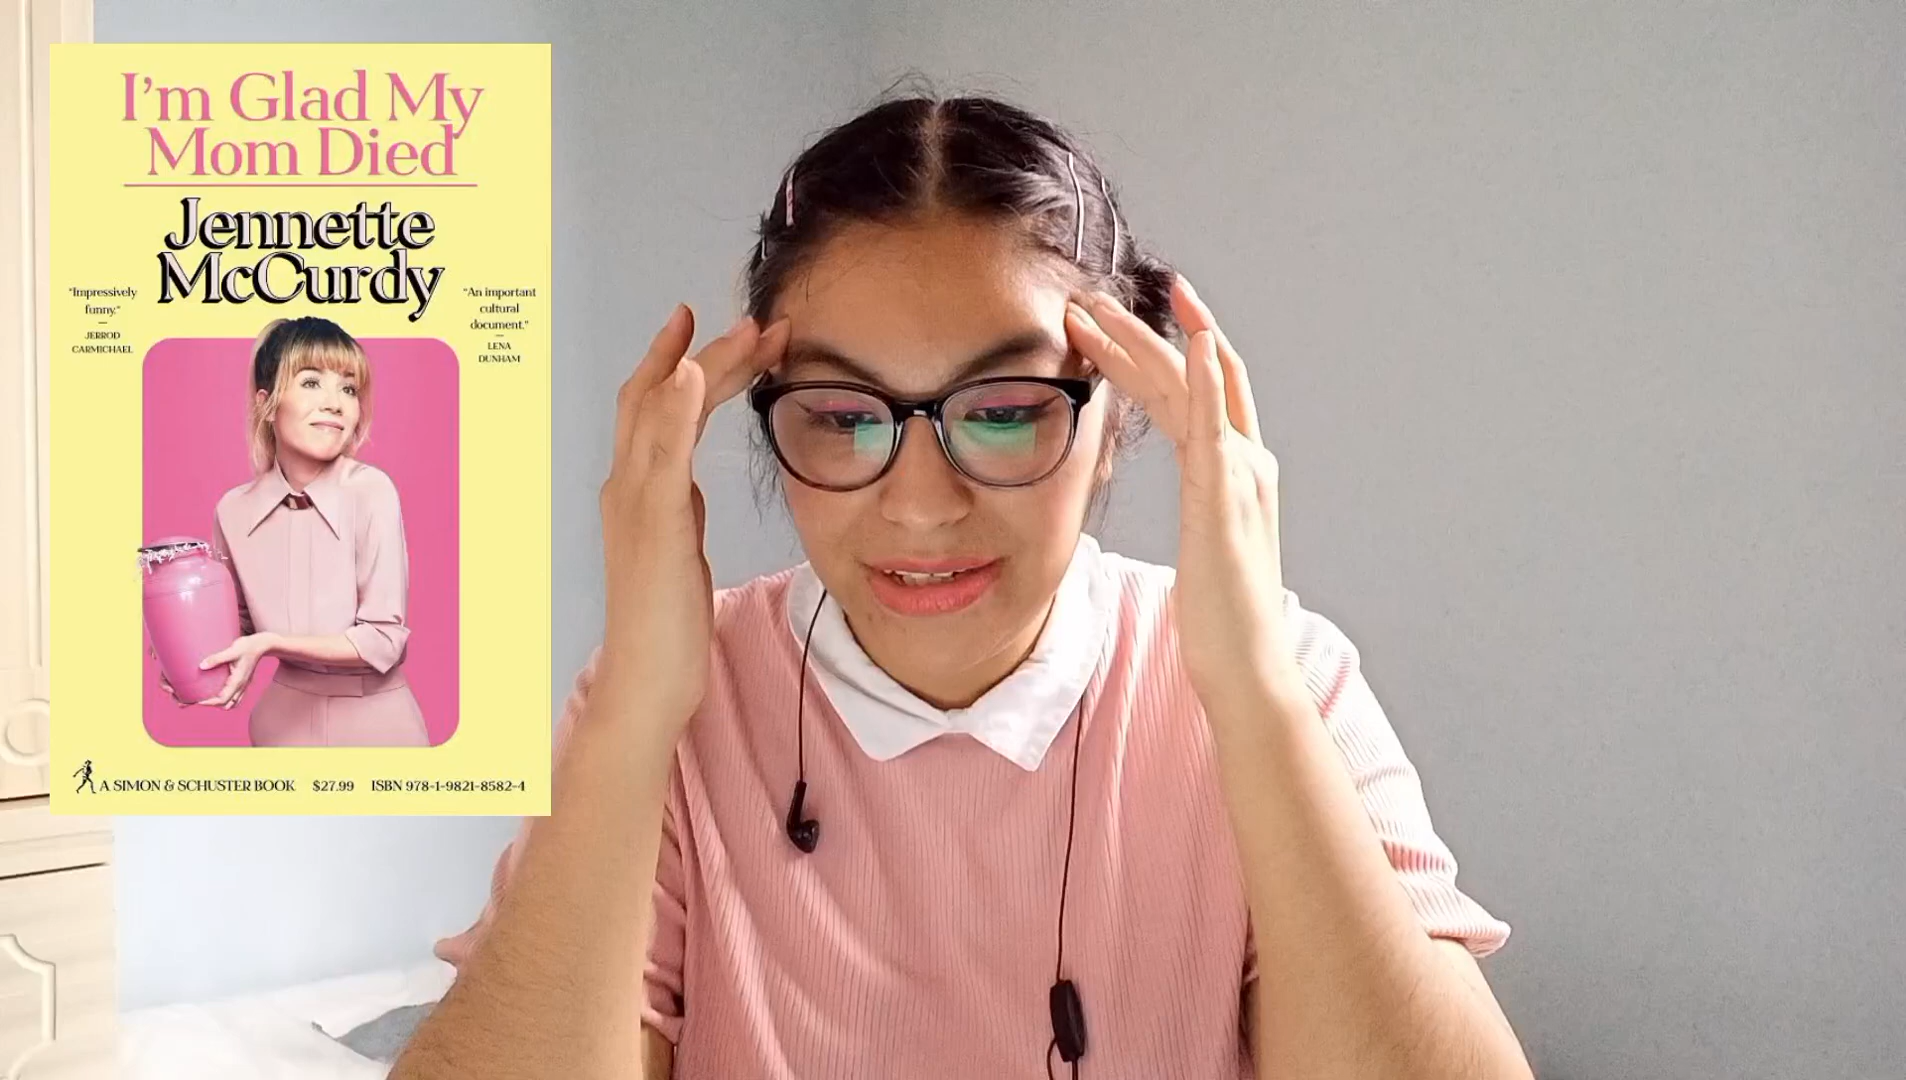 I'm Glad My
Mom Died
Jennette
McCurdy
"Impressively
funny."
—
JERROD
CARMICHAEL
"An important
cultural
document."
—
LENA
DUNHAM
A SIMON & SCHUSTER BOOK $27.99 ISBN 978-1-9821-8582-4